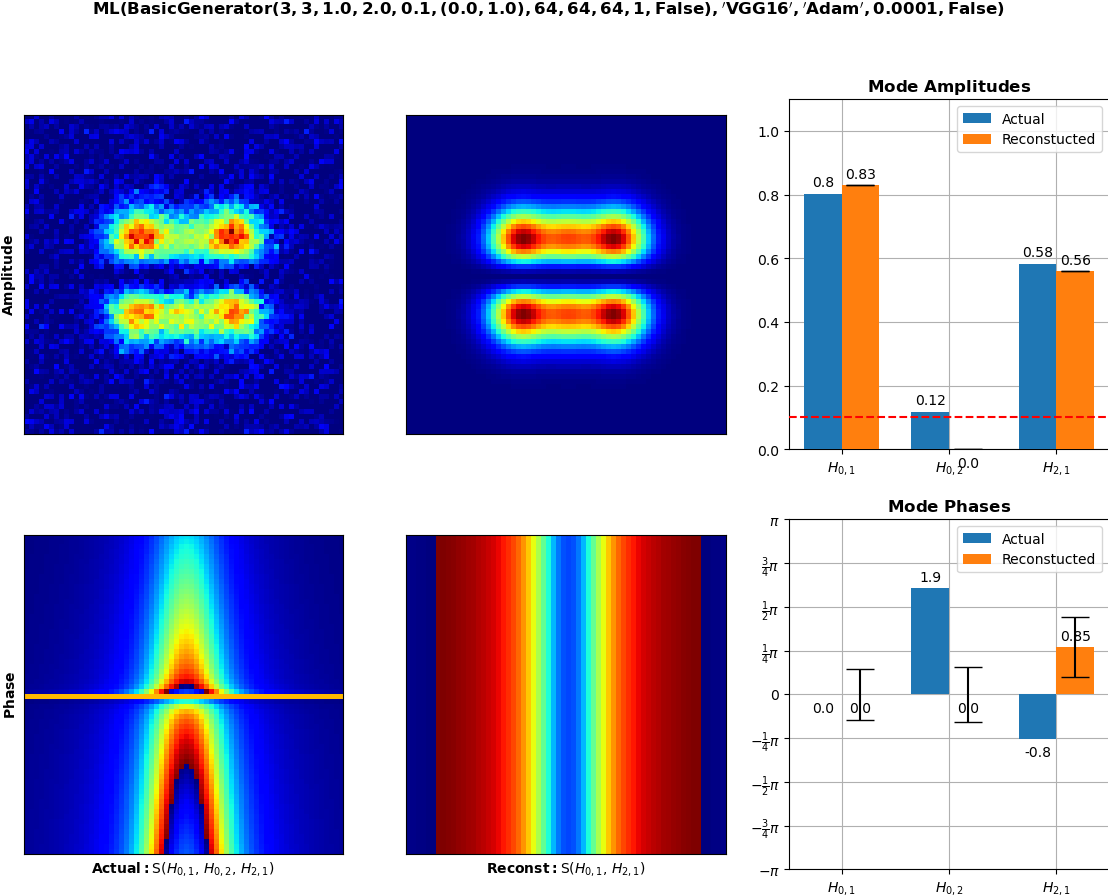 ML(BasicGenerator(3, 3, 1.0, 2.0, 0.1, (0.0, 1.0), 64, 64, 64, 1, False), ′VGG16′, ′Adam′, 0.0001, False)
Amplitude
Mode Amplitudes
Actual
Reconstucted
1.0
0.8
0.6
0.4
0.2
0.0
0.8
0.83
0.12
0.0
0.58
0.56
H0,1
H0,2
H2,1
Phase
Actual: S(H0,1, H0,2, H2,1)
Reconst: S(H0,1, H2,1)
Mode Phases
Actual
Reconstucted
π
3/4π
1/2π
1/4π
0
−1/4π
−1/2π
−3/4π
−π
0.0
0.0
1.9
0.0
-0.8
0.85
H0,1
H0,2
H2,1